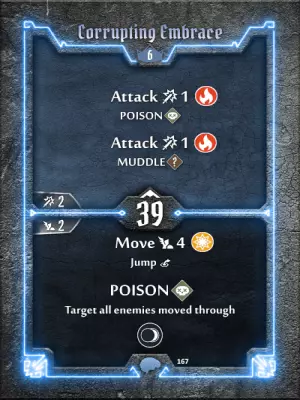 Corrupting Embrace
6
Attack 1
POISON
Attack 1
MUDDLE ?
2
39
2
Move 4
Jump
POISON
Target all enemies moved through
167